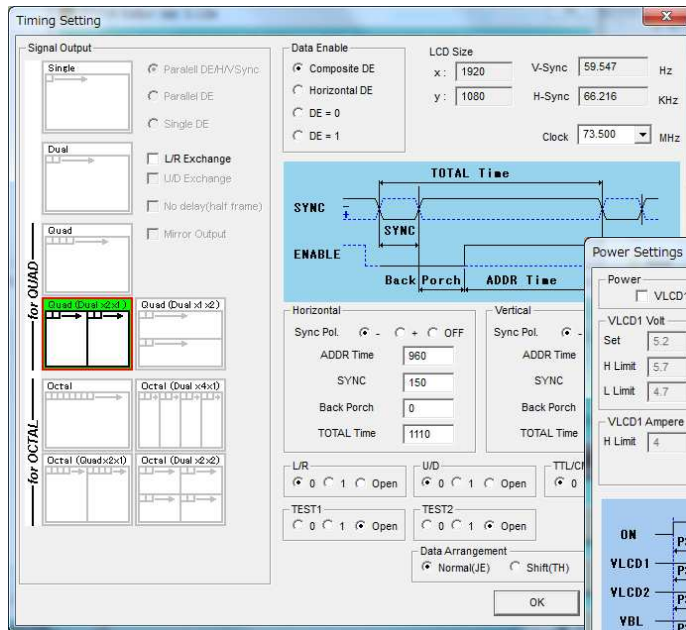 Timing Setting
Signal Output
Single
Paralell DE/H/VSync
Parallel DE
Single DE
Dual
L/R Exchange
U/D Exchange
No delay(half frame)
Mirror Output
for QUAD
Quad
Quad (Dual x2x1)
Quad (Dual x1 x2)
for OCTAL
Octal
Octal (Dual x4x1)
Octal (Quad x2x1)
Octal (Dual x2x2)
Data Enable
Composite DE
Horizontal DE
DE = 0
DE = 1
LCD Size
x : 1920
y : 1080
V-Sync 59.547 Hz
H-Sync 66.216 KHz
Clock 73.500 MHz
TOTAL Time
SYNC - +
SYNC
ENABLE
Back Porch ADDR Time
Horizontal
Sync Pol. - + OFF
ADDR Time 960
SYNC 150
Back Porch 0
TOTAL Time 1110
Vertical
Sync Pol. -
ADDR Time
SYNC
Back Porch
TOTAL Time
L/R
0 1 Open
U/D
0 1 Open
0
TEST1
0 1 Open
TEST2
0 1 Open
Data Arrangement
Normal(JE) Shift(TH)
OK
Power Settings
Power
VLCD1
VLCD1 Volt
Set 5.2
H Limit 5.7
L Limit 4.7
VLCD1 Ampere
H Limit 4
ON
VLCD1
VLCD2
VBL